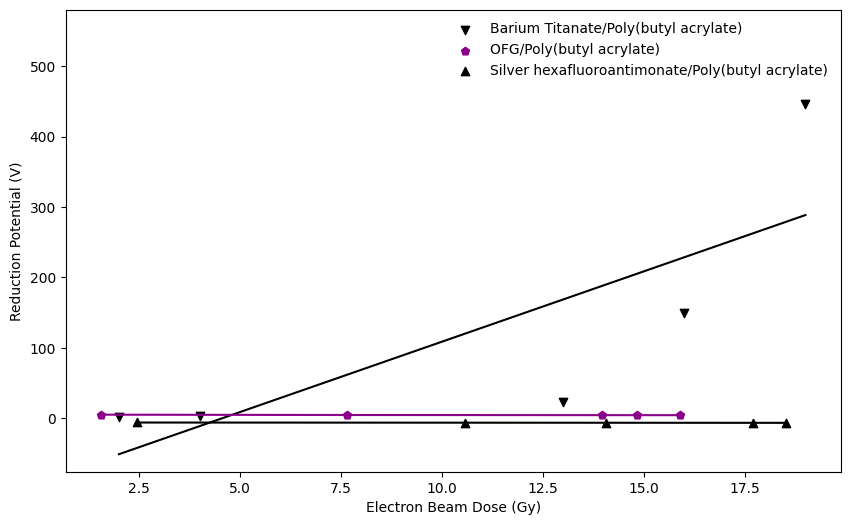 Barium Titanate/Poly(butyl acrylate)
OFG/Poly(butyl acrylate)
Silver hexafluoroantimonate/Poly(butyl acrylate)
500
400
300
200
100
0
Reduction Potential (V)
2.5 5.0 7.5 10.0 12.5 15.0 17.5
Electron Beam Dose (Gy)